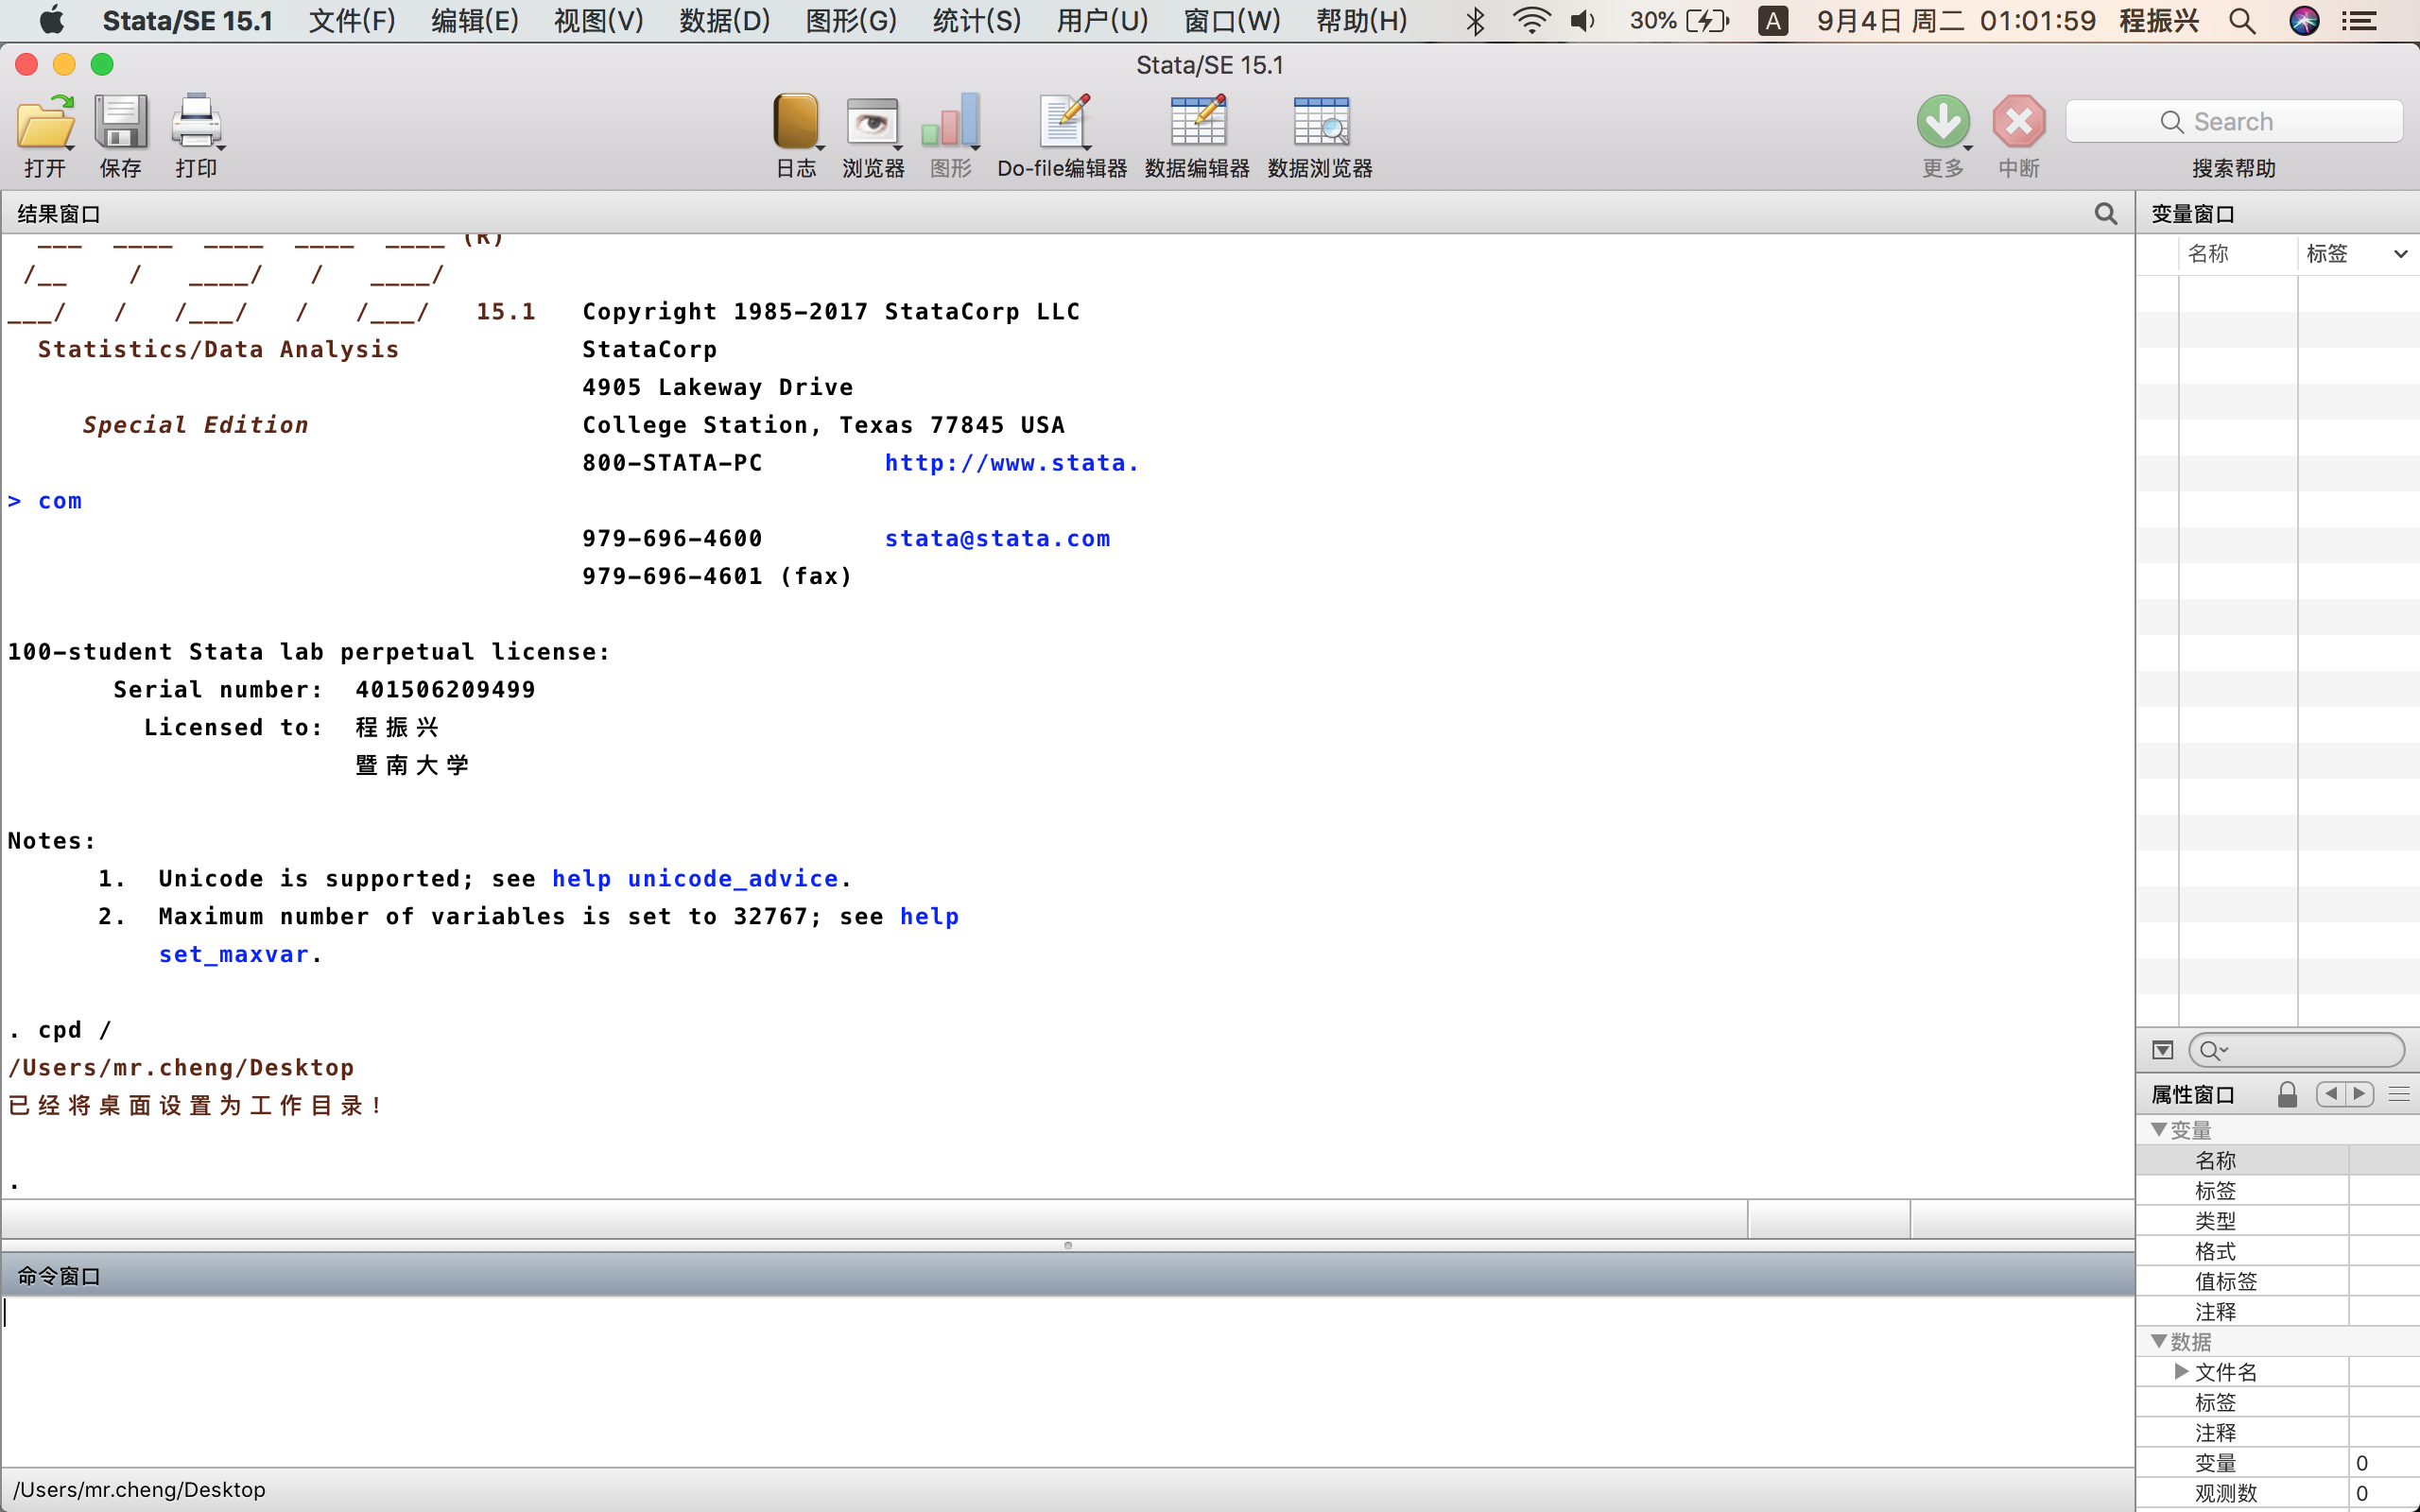 Stata/SE 15.1 文件(F) 编辑(E) 视图(V) 数据(D) 图形(G) 统计(S) 用户(U) 窗口(W) 帮助(H) 30% A 9月4日 周二 01:01:59 程振兴
Stata/SE 15.1
打开 保存 打印 日志 浏览器 图形 Do-file编辑器 数据编辑器 数据浏览器 更多 中断 Search
搜索帮助
结果窗口
变量窗口
名称 标签
___ ____ ____ ____ ____ (R)
/__ / ____/ / ____/
___/ / /___/ / /___/ 15.1 Copyright 1985-2017 StataCorp LLC
Statistics/Data Analysis StataCorp
4905 Lakeway Drive
Special Edition College Station, Texas 77845 USA
800-STATA-PC http://www.stata.
> com
979-696-4600 stata@stata.com
979-696-4601 (fax)
100-student Stata lab perpetual license:
Serial number: 401506209499
Licensed to: 程振兴
暨南大学
Notes:
1. Unicode is supported; see help unicode_advice.
2. Maximum number of variables is set to 32767; see help
set_maxvar.
. cpd /
/Users/mr.cheng/Desktop
已经将桌面设置为工作目录!
.
命令窗口
/Users/mr.cheng/Desktop
属性窗口
变量
名称
标签
类型
格式
值标签
注释
数据
文件名
标签
注释
变量 0
观测数 0